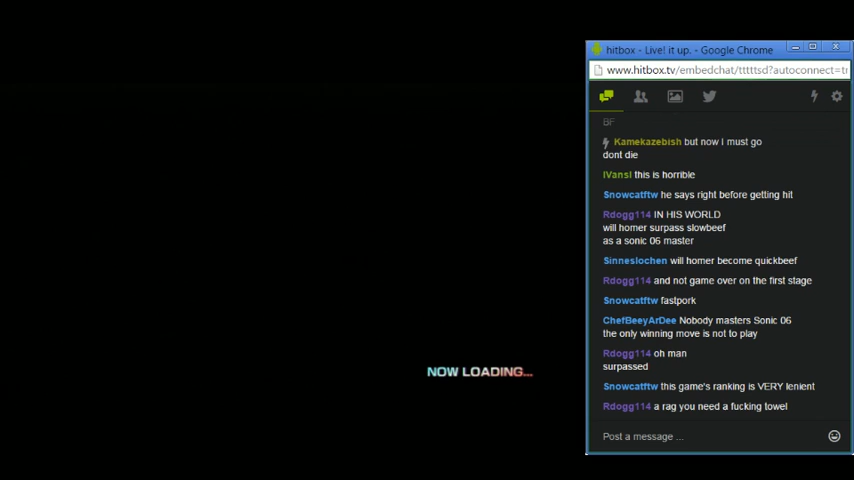 hitbox - Live! it up. - Google Chrome
www.hitbox.tv/embedchat/tttttsd?autoconnect=tr
BF
Kamekazebish but now I must go
dont die
IVansI this is horrible
Snowcatftw he says right before getting hit
Rdogg114 IN HIS WORLD
will homer surpass slowbeef
as a sonic 06 master
Sinneslochen will homer become quickbeef
Rdogg114 and not game over on the first stage
Snowcatftw fastpork
ChefBeeyArDee Nobody masters Sonic 06
the only winning move is not to play
Rdogg114 oh man
surpassed
Snowcatftw this game's ranking is VERY lenient
Rdogg114 a rag you need a fucking towel
Post a message ...
NOW LOADING...